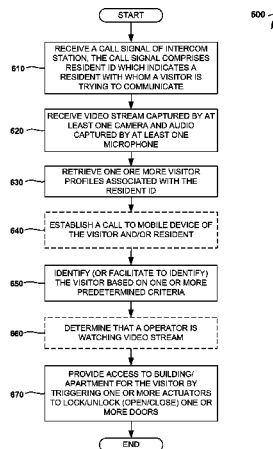 START
600
610
RECEIVE A CALL SIGNAL OF INTERCOM
STATION, THE CALL SIGNAL COMPRISES
RESIDENT ID WHICH INDICATES A
RESIDENT WITH WHOM A VISITOR IS
TRYING TO COMMUNICATE
620
RECEIVE VIDEO STREAM CAPTURED BY AT
LEAST ONE CAMERA AND AUDIO
CAPTURED BY AT LEAST ONE
MICROPHONE
630
RETRIEVE ONE ORE MORE VISITOR
PROFILES ASSOCIATED WITH THE
RESIDENT ID
640
ESTABLISH A CALL TO MOBILE DEVICE OF
THE VISITOR AND/OR RESIDENT
650
IDENTIFY (OR FACILITATE TO IDENTIFY)
THE VISITOR BASED ON ONE OR MORE
PREDETERMINED CRITERIA
660
DETERMINE THAT A OPERATOR IS
WATCHING VIDEO STREAM
670
PROVIDE ACCESS TO BUILDING/
APARTMENT FOR THE VISITOR BY
TRIGGERING ONE OR MORE ACTUATORS
TO LOCK/UNLOCK (OPEN/CLOSE) ONE OR
MORE DOORS
END